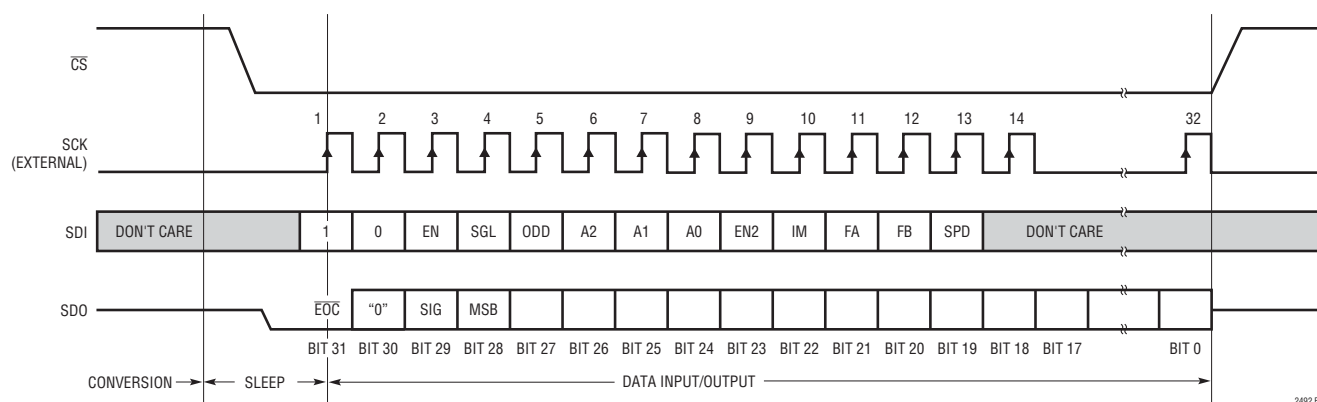 CS
1 2 3 4 5 6 7 8 9 10 11 12 13 14 32
SCK
(EXTERNAL)
SDI DON'T CARE 1 0 EN SGL ODD A2 A1 A0 EN2 IM FA FB SPD DON'T CARE
SDO EOC "0" SIG MSB
BIT 31 BIT 30 BIT 29 BIT 28 BIT 27 BIT 26 BIT 25 BIT 24 BIT 23 BIT 22 BIT 21 BIT 20 BIT 19 BIT 18 BIT 17 BIT 0
CONVERSION SLEEP DATA INPUT/OUTPUT
2492 F